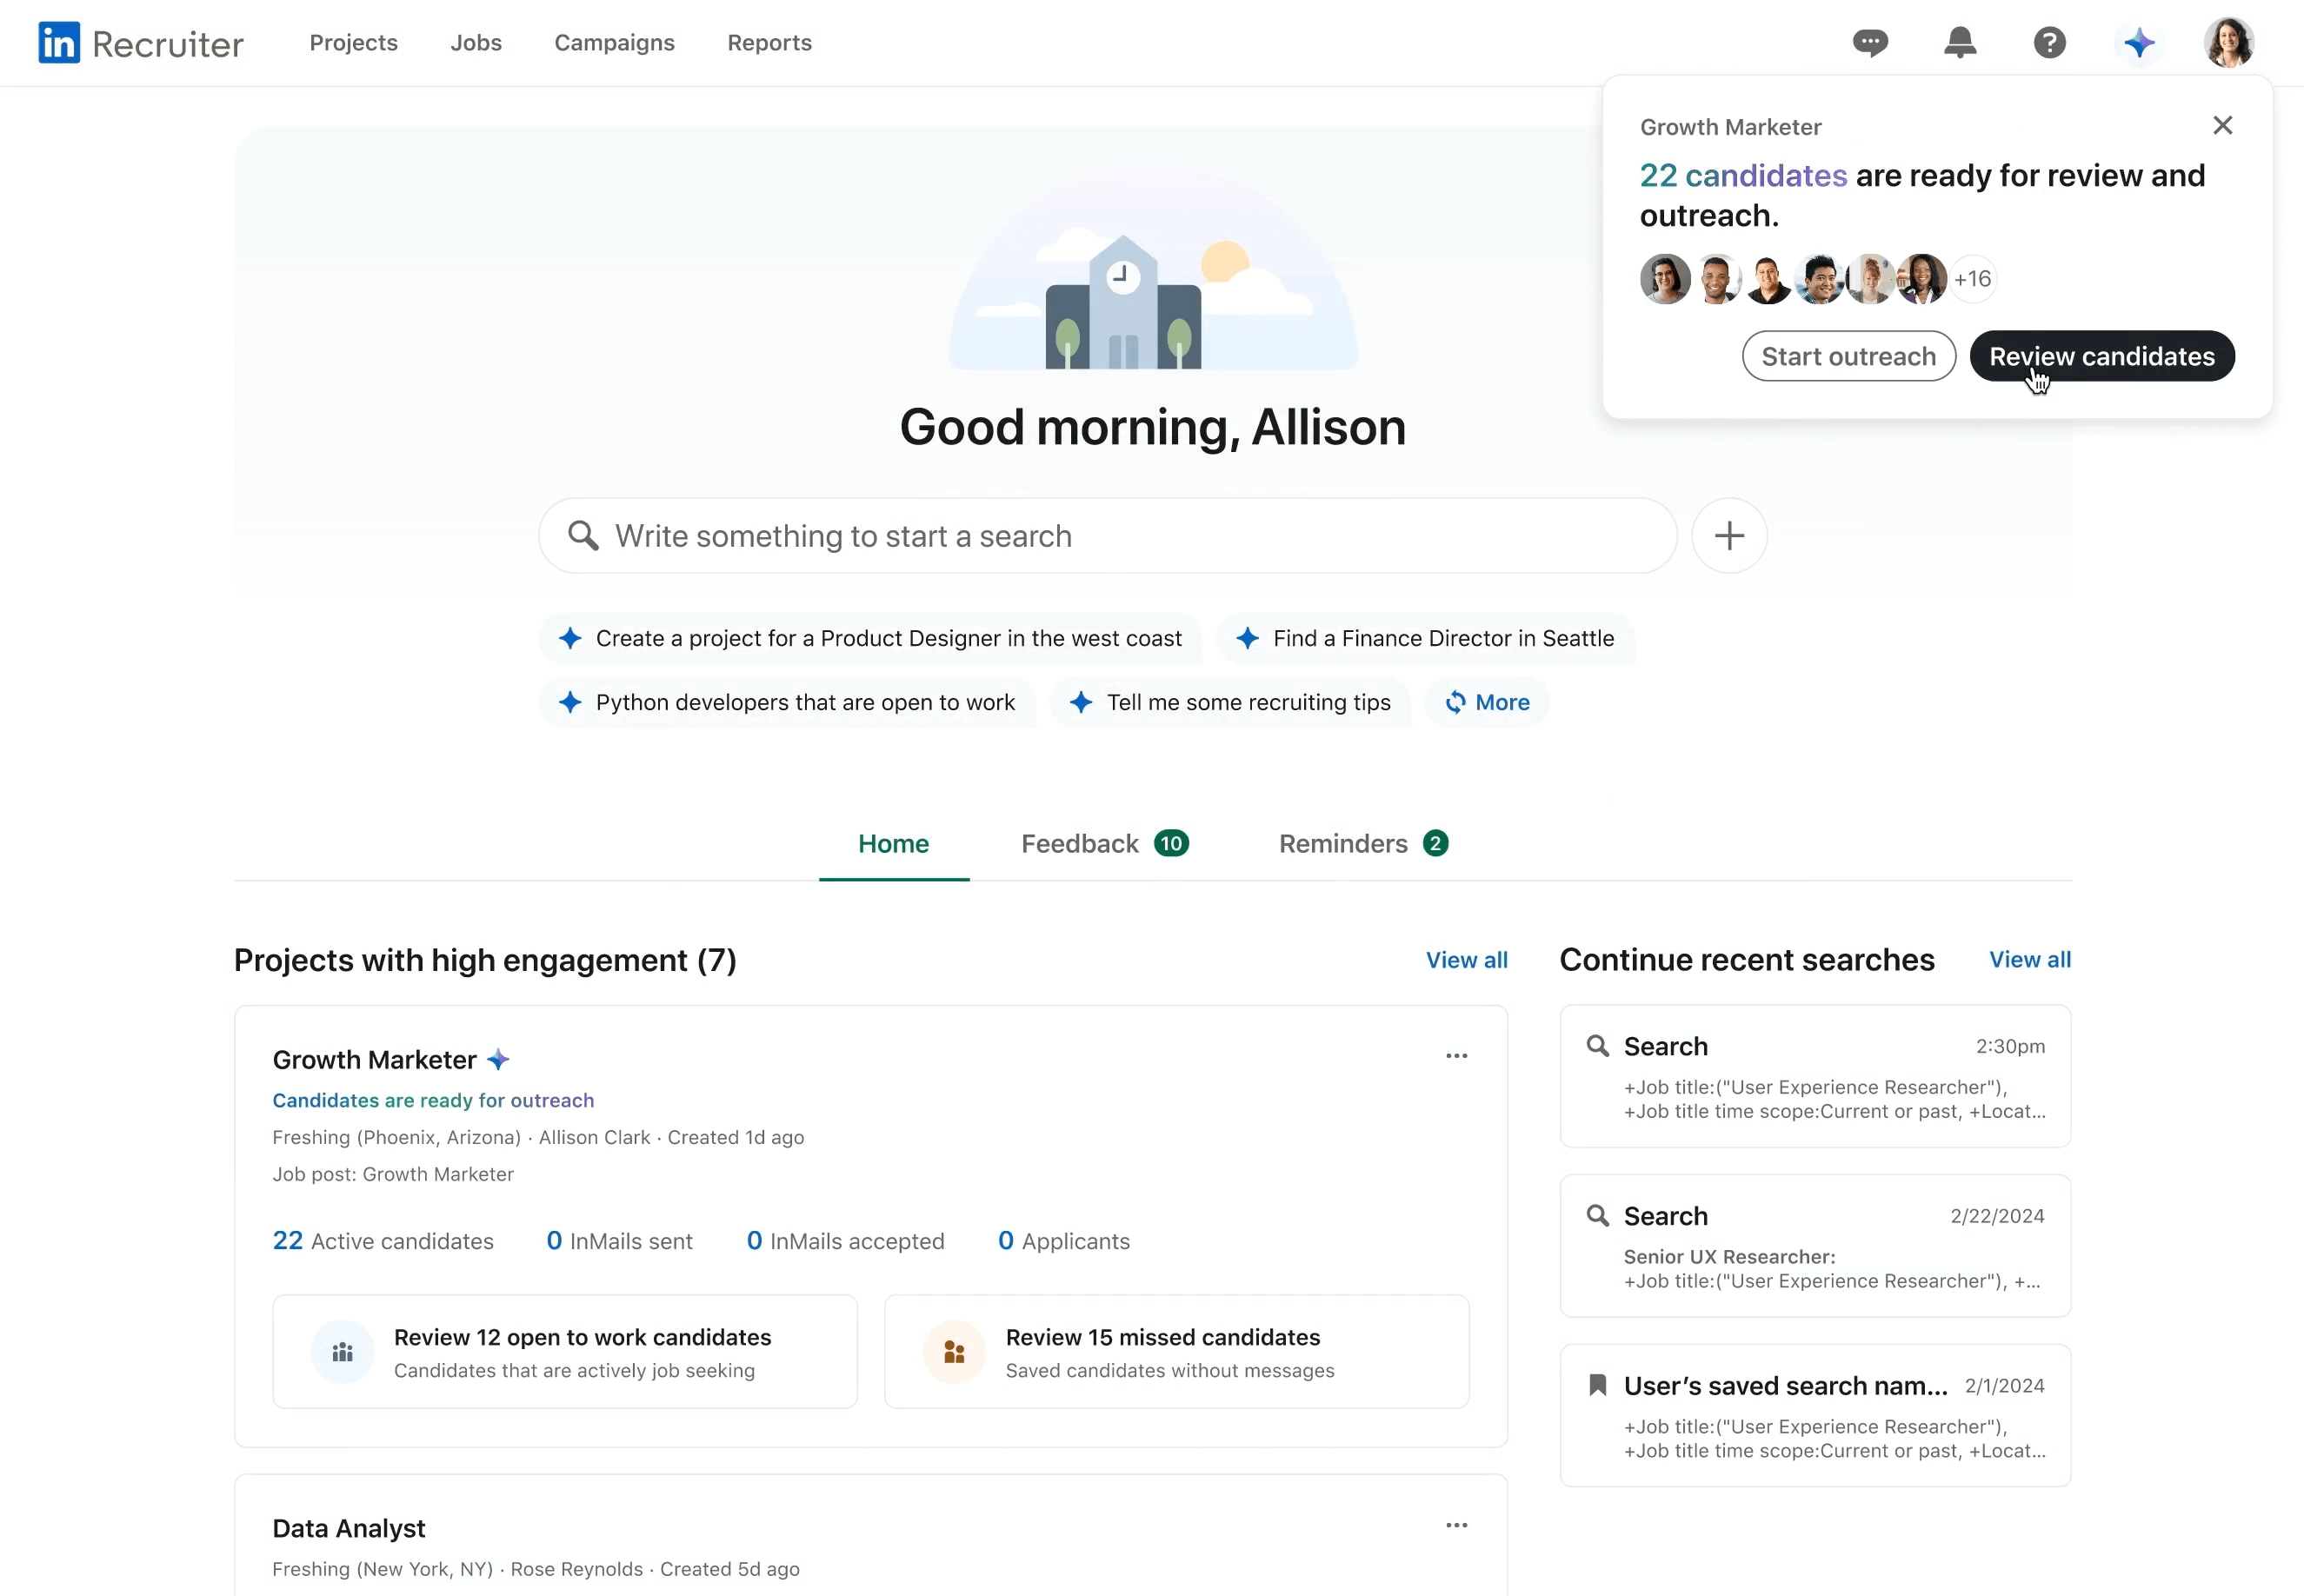 in Recruiter
Projects
Jobs
Campaigns
Reports
Growth Marketer
22 candidates are ready for review and
outreach.
+16
Start outreach
Review candidates
Good morning, Allison
Write something to start a search
Create a project for a Product Designer in the west coast
Find a Finance Director in Seattle
Python developers that are open to work
Tell me some recruiting tips
More
Home
Feedback 10
Reminders 2
Projects with high engagement (7)
View all
Growth Marketer
Candidates are ready for outreach
Freshing (Phoenix, Arizona) · Allison Clark · Created 1d ago
Job post: Growth Marketer
22 Active candidates
0 InMails sent
0 InMails accepted
0 Applicants
Review 12 open to work candidates
Candidates that are actively job seeking
Review 15 missed candidates
Saved candidates without messages
Data Analyst
Freshing (New York, NY) · Rose Reynolds · Created 5d ago
Continue recent searches
View all
Search
2:30pm
+Job title:("User Experience Researcher"),
+Job title time scope:Current or past, +Locat...
Search
2/22/2024
Senior UX Researcher:
+Job title:("User Experience Researcher"), +...
User’s saved search nam...
2/1/2024
+Job title:("User Experience Researcher"),
+Job title time scope:Current or past, +Locat...